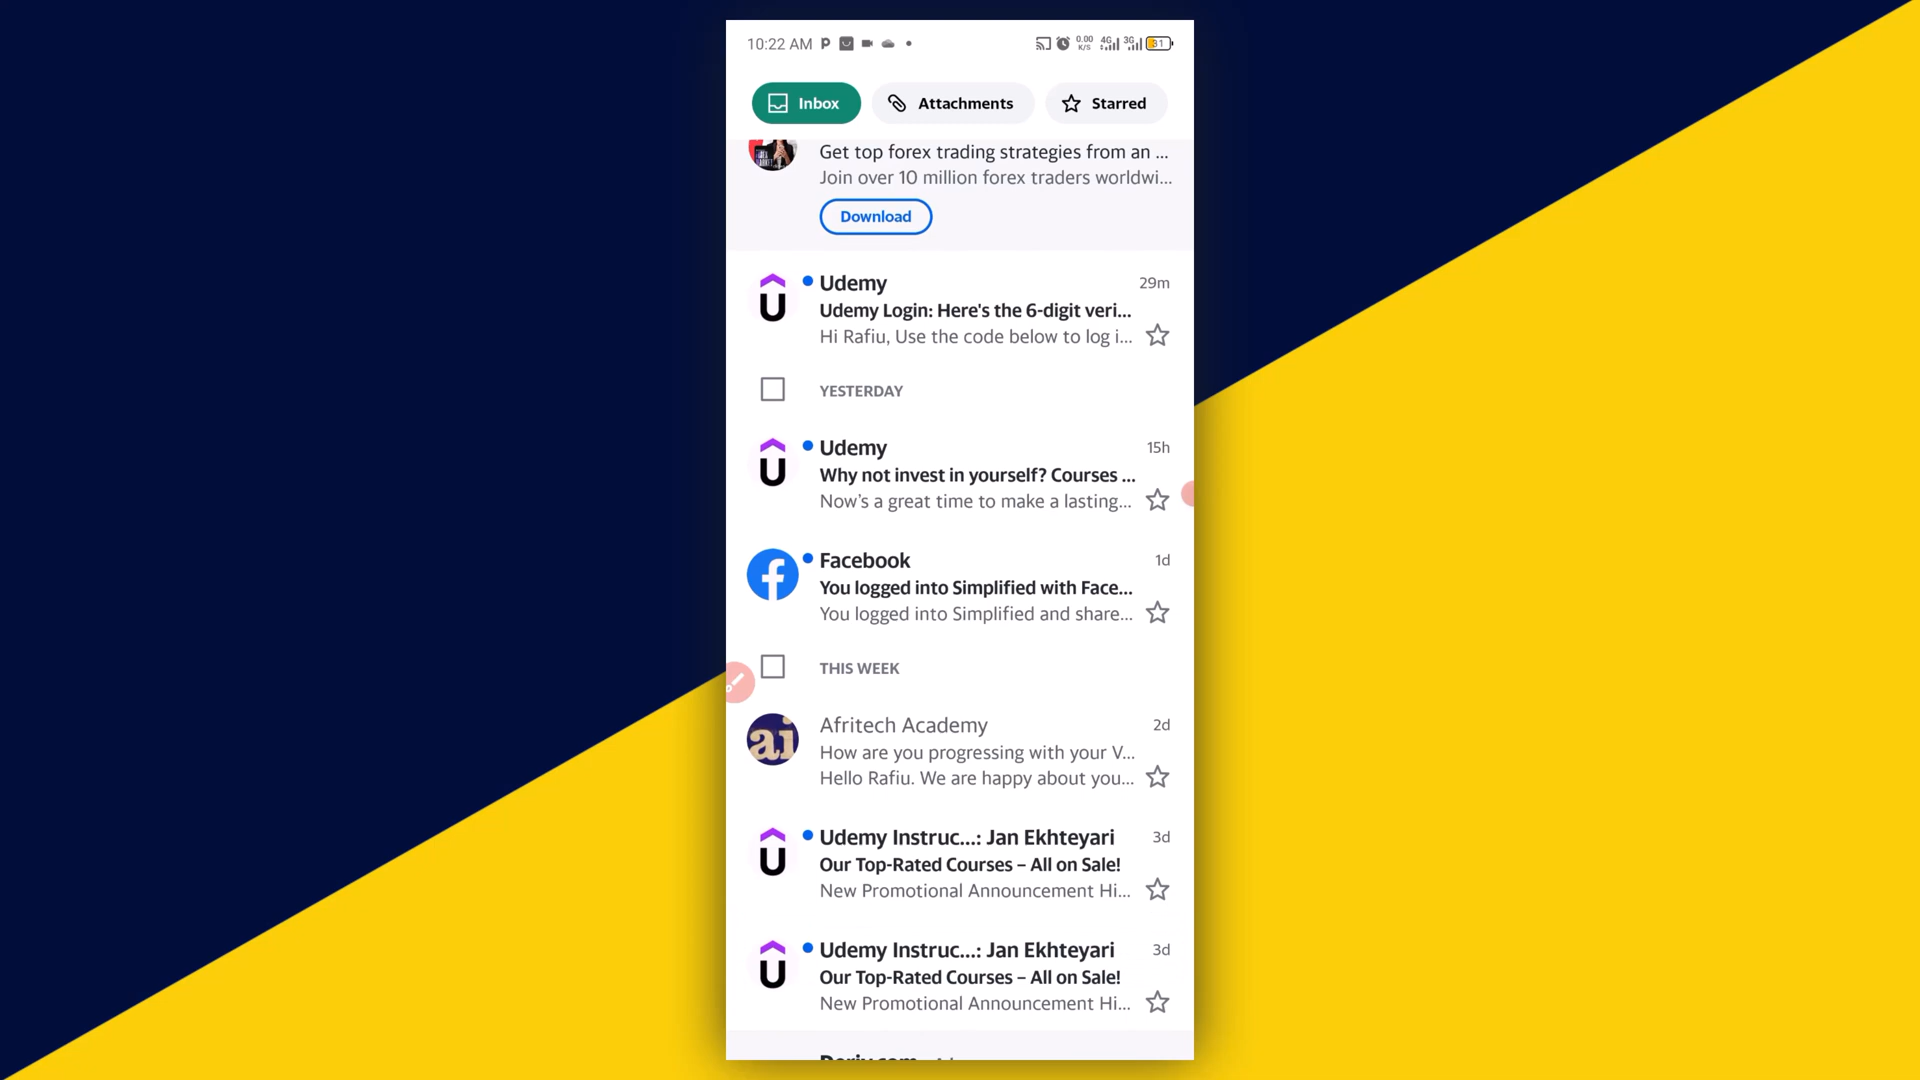 10:22 AM P
0.00 K/S 4G 3G 31
Inbox
Attachments
Starred
Get top forex trading strategies from an ...
Join over 10 million forex traders worldwi...
Download
Udemy 29m
Udemy Login: Here's the 6-digit veri...
Hi Rafiu, Use the code below to log i...
YESTERDAY
Udemy 15h
Why not invest in yourself? Courses ...
Now's a great time to make a lasting...
Facebook 1d
You logged into Simplified with Face...
You logged into Simplified and share...
THIS WEEK
ai
Afritech Academy 2d
How are you progressing with your V...
Hello Rafiu. We are happy about you...
Udemy Instruc...: Jan Ekhteyari 3d
Our Top-Rated Courses – All on Sale!
New Promotional Announcement Hi...
Udemy Instruc...: Jan Ekhteyari 3d
Our Top-Rated Courses – All on Sale!
New Promotional Announcement Hi...